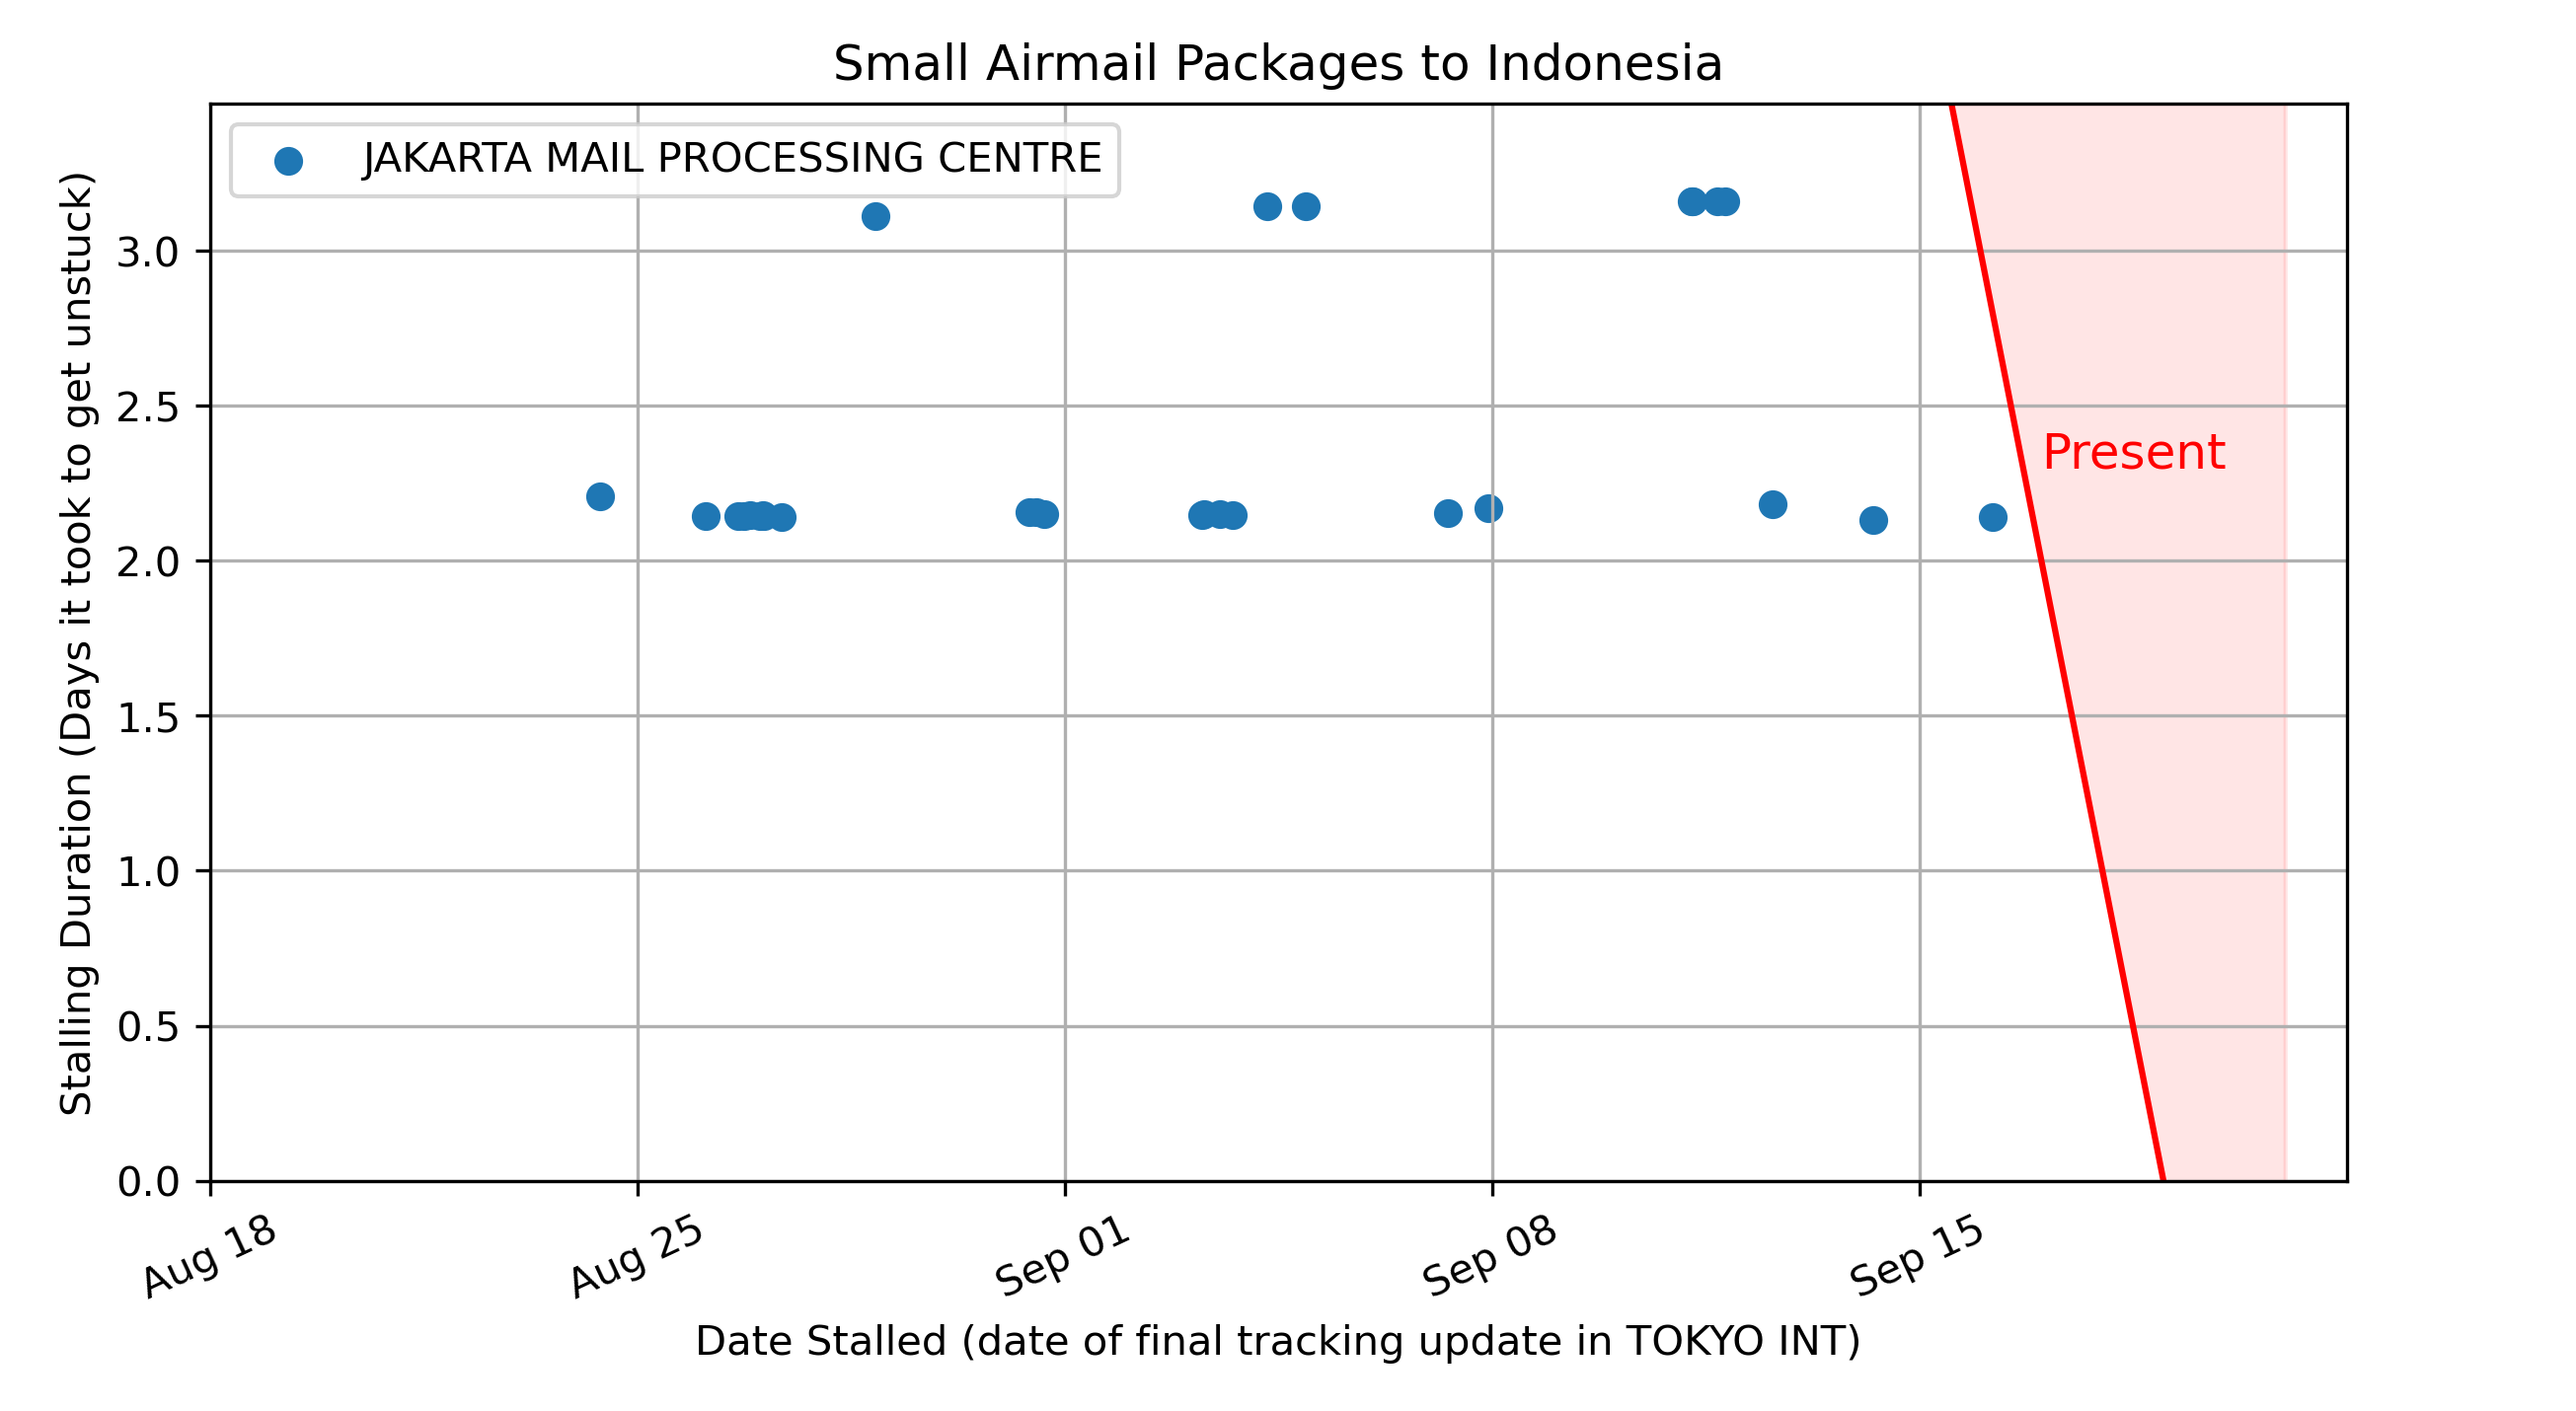 Small Airmail Packages to Indonesia
JAKARTA MAIL PROCESSING CENTRE
Stalling Duration (Days it took to get unstuck)
3.0
2.5
2.0
1.5
1.0
0.5
0.0
Present
Aug 18
Aug 25
Sep 01
Sep 08
Sep 15
Date Stalled (date of final tracking update in TOKYO INT)